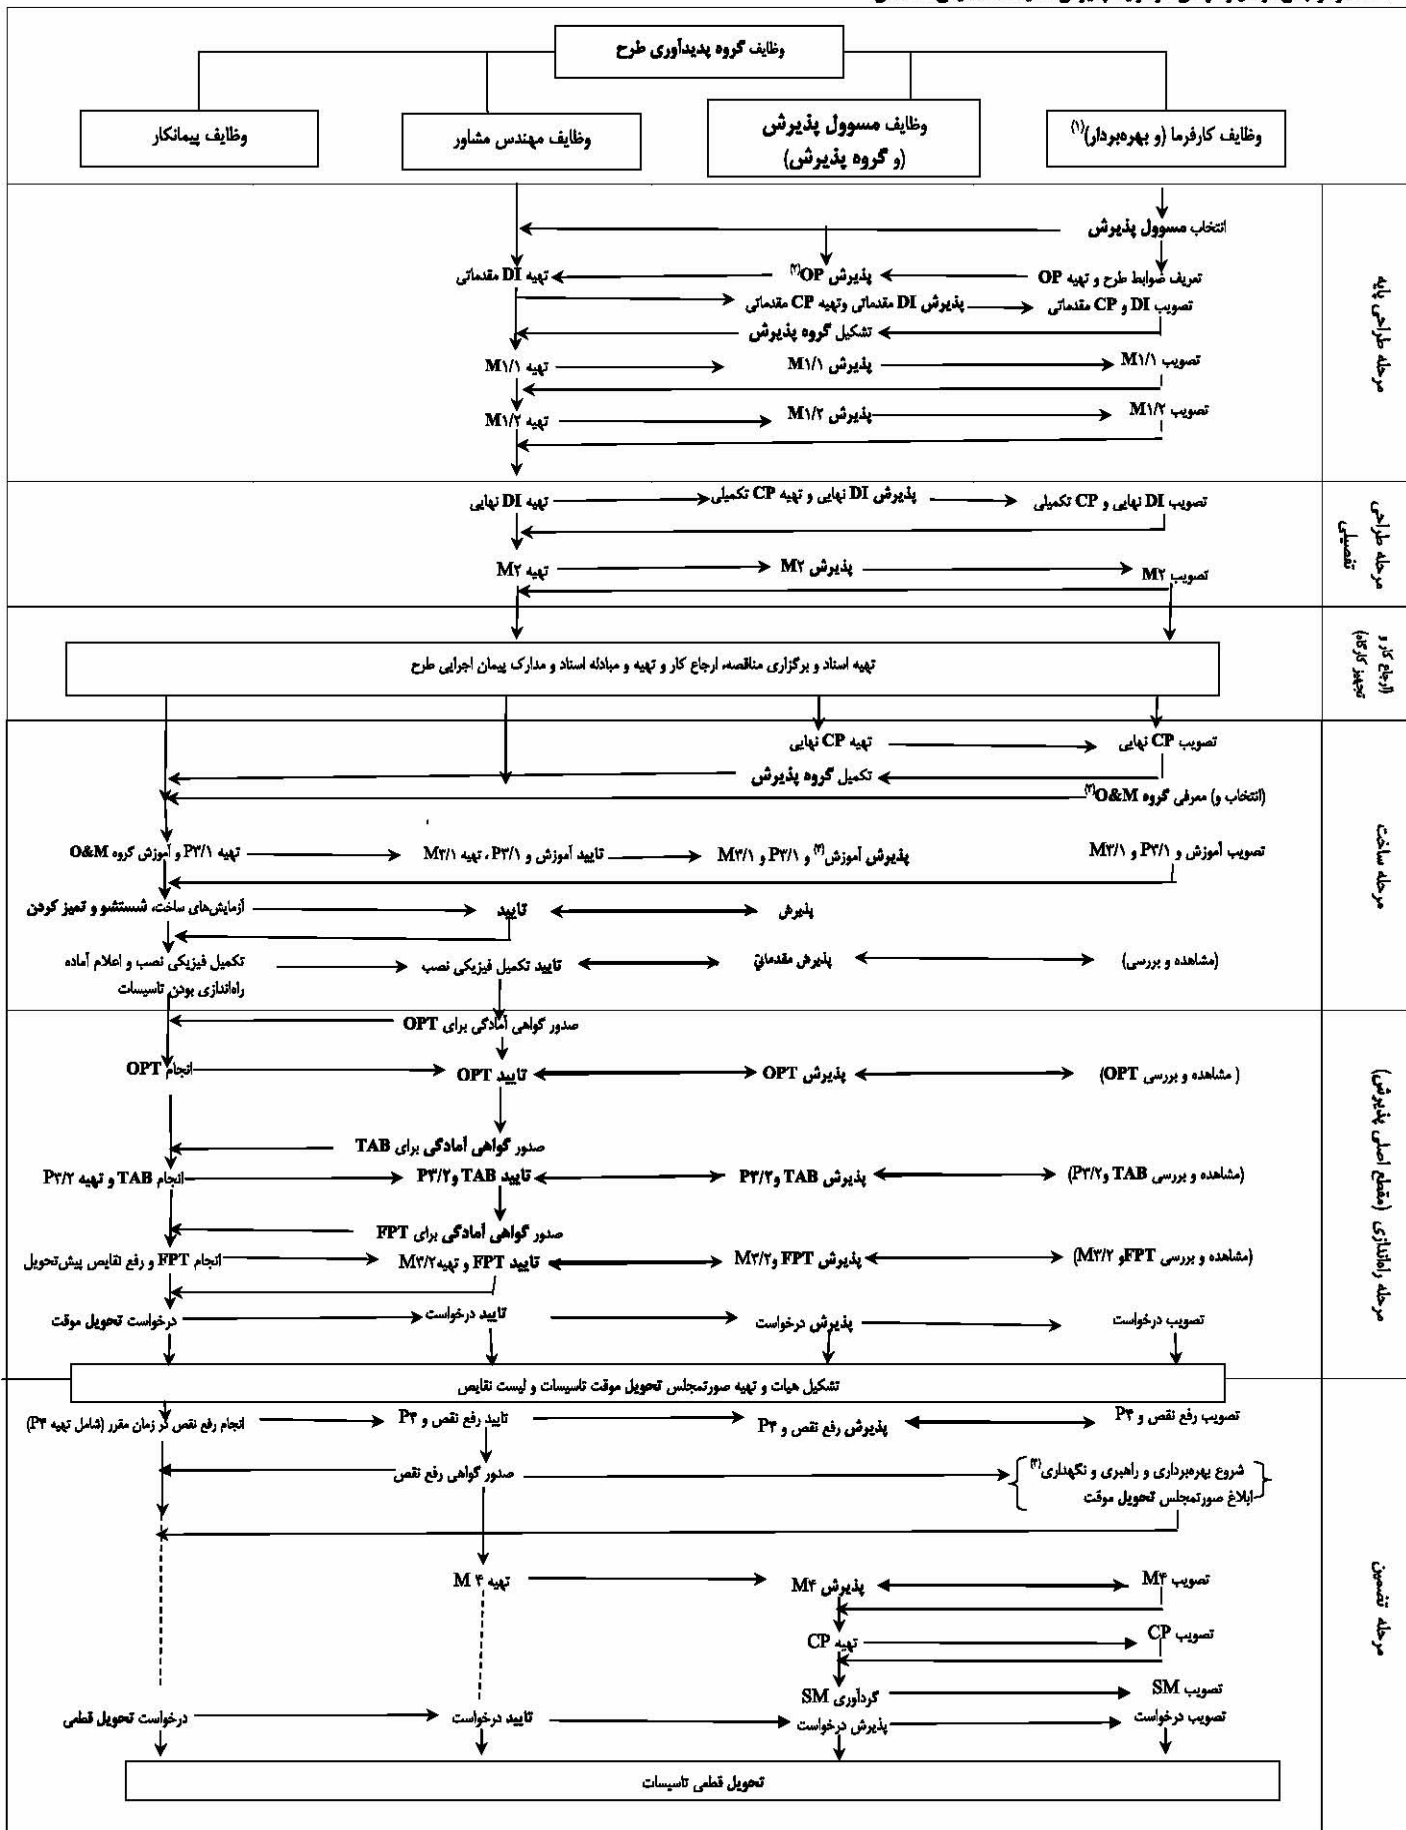 وظایف گروه پدیدآوری طرح
وظایف کارفرما (و بهره‌بردار)(۱)
وظایف مسوول پذیرش
(و گروه پذیرش)
وظایف مهندس مشاور
وظایف پیمانکار
مرحله طراحی پایه
انتخاب مسوول پذیرش
تعریف ضوابط طرح و تهیه OP
پذیرش OP(۲)
تهیه DI مقدماتی
تصویب DI و CP مقدماتی
پذیرش DI مقدماتی وتهیه CP مقدماتی
تشکیل گروه پذیرش
تصویب M۱/۱
پذیرش M۱/۱
تهیه M۱/۱
تصویب M۱/۲
پذیرش M۱/۲
تهیه M۱/۲
مرحله طراحی
تفصیلی
تصویب DI نهایی و CP تکمیلی
پذیرش DI نهایی و تهیه CP تکمیلی
تهیه DI نهایی
تصویب M۲
پذیرش M۲
تهیه M۲
(ارجاع کار و
تجهیز کارگاه)
تهیه اسناد و برگزاری مناقصه، ارجاع کار و تهیه و مبادله اسناد و مدارک پیمان اجرایی طرح
مرحله ساخت
تصویب CP نهایی
تهیه CP نهایی
تکمیل گروه پذیرش
(انتخاب و) معرفی گروه O&M(۳)
تصویب آموزش و P۳/۱ و M۳/۱
پذیرش آموزش(۳) و P۳/۱ و M۳/۱
تایید آموزش و P۳/۱ ، تهیه M۳/۱
تهیه P۳/۱ و آموزش گروه O&M
پذیرش
تایید
آزمایش‌های ساخت، شستشو و تمیز کردن
(مشاهده و بررسی)
پذیرش مقدماتی
تایید تکمیل فیزیکی نصب
تکمیل فیزیکی نصب و اعلام آماده
راه‌اندازی بودن تاسیسات
مرحله راه‌اندازی (مقطع اصلی پذیرش)
صدور گواهی آمادگی برای OPT
( مشاهده و بررسی OPT)
پذیرش OPT
تایید OPT
انجام OPT
صدور گواهی آمادگی برای TAB
(مشاهده و بررسی TAB و P۳/۲)
پذیرش TAB و P۳/۲
تایید TAB و P۳/۲
انجام TAB و تهیه P۳/۲
صدور گواهی آمادگی برای FPT
(مشاهده و بررسی FPT و M۳/۲)
پذیرش FPT و M۳/۲
تایید FPT و تهیه M۳/۲
انجام FPT و رفع نقایص پیش‌تحویل
تصویب درخواست
پذیرش درخواست
تایید درخواست
درخواست تحویل موقت
تشکیل هیات و تهیه صورتمجلس تحویل موقت تاسیسات و لیست نقایص
مرحله تضمین
تصویب رفع نقص و P۴
پذیرش رفع نقص و P۴
تایید رفع نقص و P۴
انجام رفع نقص در زمان مقرر (شامل تهیه P۴)
صدور گواهی رفع نقص
شروع بهره‌برداری و راهبری و نگهداری(۳)
ابلاغ صورتمجلس تحویل موقت
تصویب M۴
پذیرش M۴
تهیه M ۴
تصویب CP
تهیه CP
تصویب SM
گردآوری SM
تصویب درخواست
پذیرش درخواست
تایید درخواست
درخواست تحویل قطعی
تحویل قطعی تاسیسات